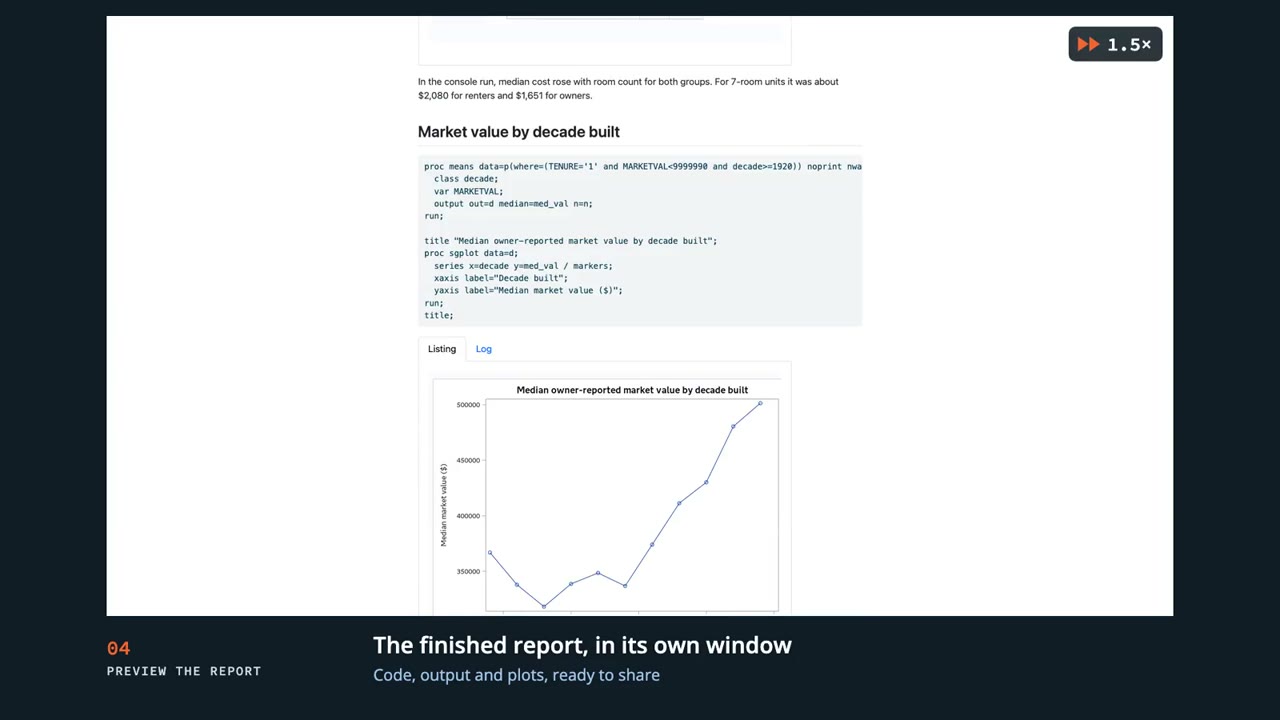 1.5×
In the console run, median cost rose with room count for both groups. For 7-room units it was about
$2,080 for renters and $1,651 for owners.
Market value by decade built
proc means data=p(where=(TENURE='1' and MARKETVAL<9999990 and decade>=1920)) noprint nwa
  class decade;
  var MARKETVAL;
  output out=d median=med_val n=n;
run;
title "Median owner-reported market value by decade built";
proc sgplot data=d;
  series x=decade y=med_val / markers;
  xaxis label="Decade built";
  yaxis label="Median market value ($)";
run;
title;
Listing
Log
Median owner-reported market value by decade built
500000
450000
400000
350000
Median market value ($)
04
PREVIEW THE REPORT
The finished report, in its own window
Code, output and plots, ready to share